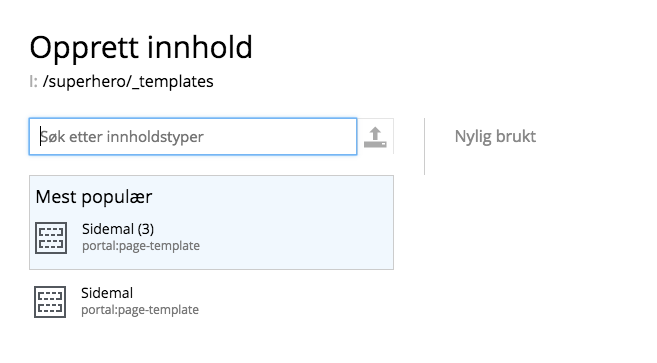 Opprett innhold
I: /superhero/_templates
Søk etter innholdstyper
Nylig brukt
Mest populær
Sidemal (3)
portal:page-template
Sidemal
portal:page-template